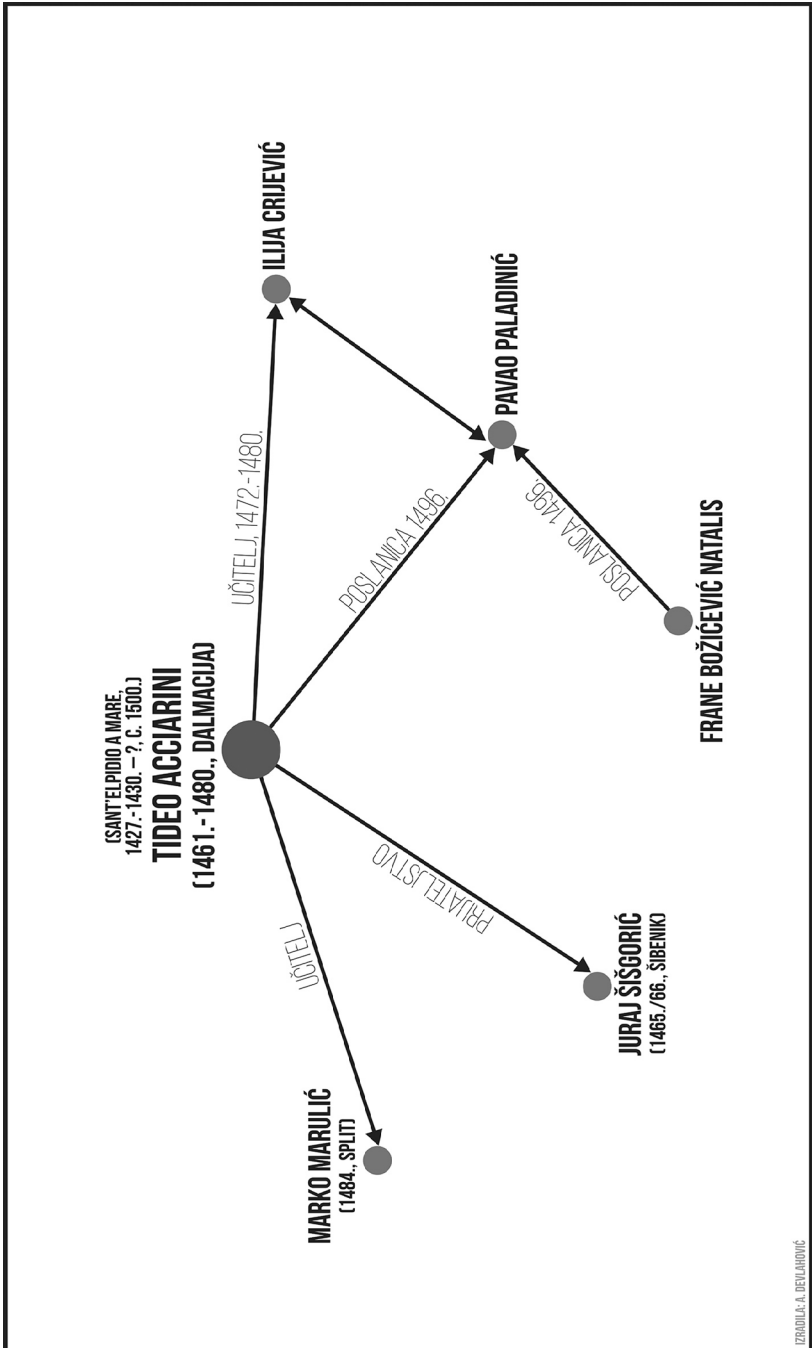 (SANT'ELPIDIO A MARE,
1427.-1430. – ?, C. 1500.)
TIDEO ACCIARINI
(1461.-1480., DALMACIJA)
UČITELJ
UČITELJ, 1472.-1480.
PRIJATELJSTVO
POSLANICA 1496.
POSLANICA 1496.
MARKO MARULIĆ
(1484., SPLIT)
ILIJA CRIJEVIĆ
PAVAO PALADINIĆ
JURAJ ŠIŠGORIĆ
(1465./66., ŠIBENIK)
FRANE BOŽIĆEVIĆ NATALIS
IZRADILA: A. DEVLAHOVIĆ